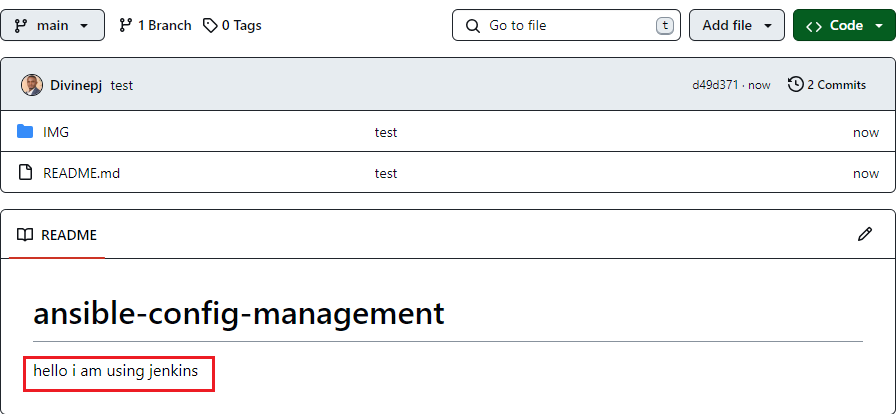 main 1 Branch 0 Tags Go to file t Add file Code
Divinepj test d49d371 · now 2 Commits
IMG test now
README.md test now
README
ansible-config-management
hello i am using jenkins